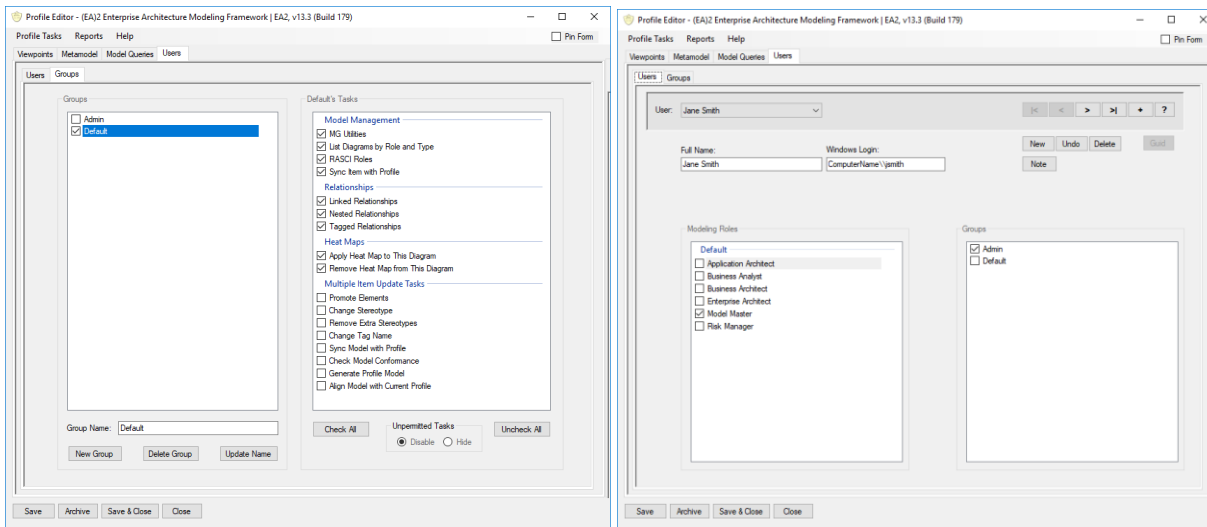 Profile Editor - (EA)2 Enterprise Architecture Modeling Framework | EA2, v13.3 (Build 179)
Profile Tasks Reports Help
Pin Form
Viewpoints Metamodel Model Queries Users
Users Groups
Groups
Admin
Default
Group Name: Default
New Group Delete Group Update Name
Default's Tasks
Model Management
MG Utilities
List Diagrams by Role and Type
RASCI Roles
Sync Item with Profile
Relationships
Linked Relationships
Nested Relationships
Tagged Relationships
Heat Maps
Apply Heat Map to This Diagram
Remove Heat Map from This Diagram
Multiple Item Update Tasks
Promote Elements
Change Stereotype
Remove Extra Stereotypes
Change Tag Name
Sync Model with Profile
Check Model Conformance
Generate Profile Model
Align Model with Current Profile
Check All
Unpermitted Tasks
Disable Hide
Uncheck All
Save Archive Save & Close Close
Profile Editor - (EA)2 Enterprise Architecture Modeling Framework | EA2, v13.3 (Build 179)
Profile Tasks Reports Help
Pin Form
Viewpoints Metamodel Model Queries Users
Users Groups
User: Jane Smith
|< < > >| + ?
Full Name: Windows Login:
Jane Smith ComputerName\\jsmith
New Undo Delete Guid
Note
Modeling Roles
Default
Application Architect
Business Analyst
Business Architect
Enterprise Architect
Model Master
Risk Manager
Groups
Admin
Default
Save Archive Save & Close Close